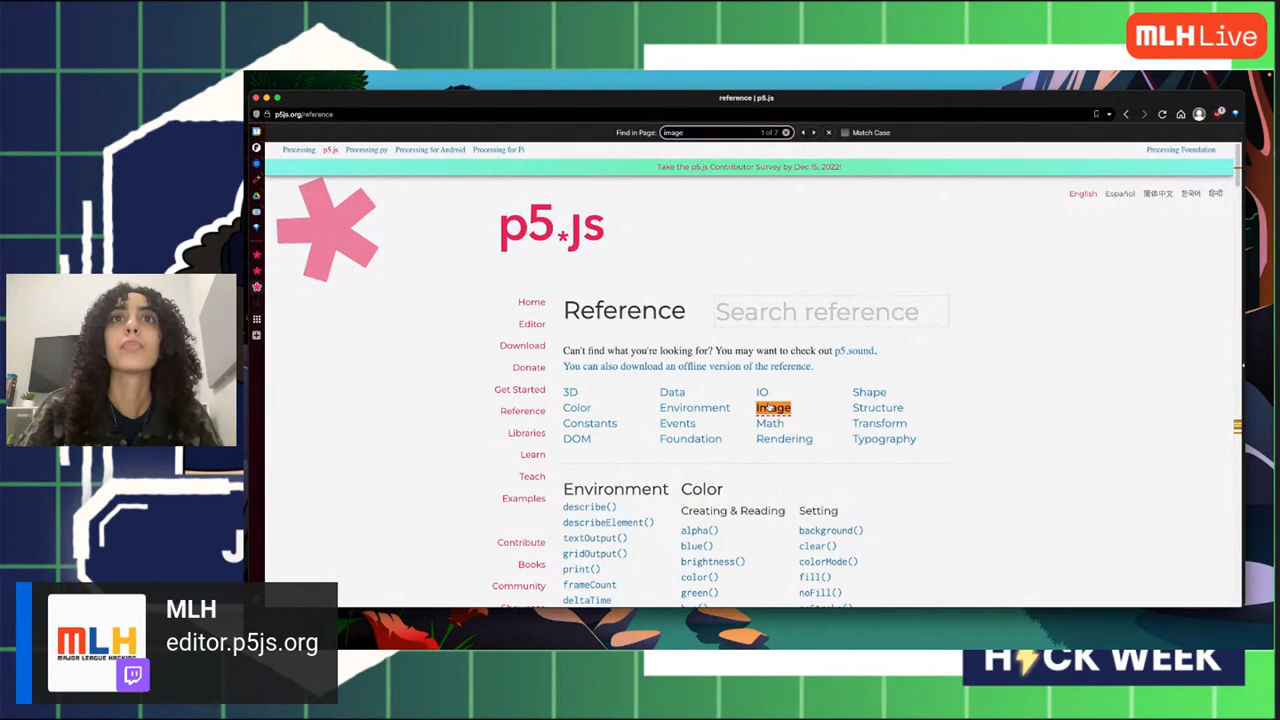 MLH Live
reference | p5.js
p5js.org/reference
Find in Page: image 1 of 7 Match Case
Processing p5.js Processing.py Processing for Android Processing for Pi Processing Foundation
Take the p5.js Contributor Survey by Dec 15, 2022!
English Español 简体中文 한국어 हिन्दी
p5*js
Home
Editor
Download
Donate
Get Started
Reference
Libraries
Learn
Teach
Examples
Contribute
Books
Community
Reference Search reference
Can't find what you're looking for? You may want to check out p5.sound.
You can also download an offline version of the reference.
3D Data IO Shape
Color Environment Image Structure
Constants Events Math Transform
DOM Foundation Rendering Typography
Environment
describe()
describeElement()
textOutput()
gridOutput()
print()
frameCount
deltaTime
Color
Creating & Reading
alpha()
blue()
brightness()
color()
green()
Setting
background()
clear()
colorMode()
fill()
noFill()
J
MLH
MAJOR LEAGUE HACKING
MLH
editor.p5js.org
HACK WEEK